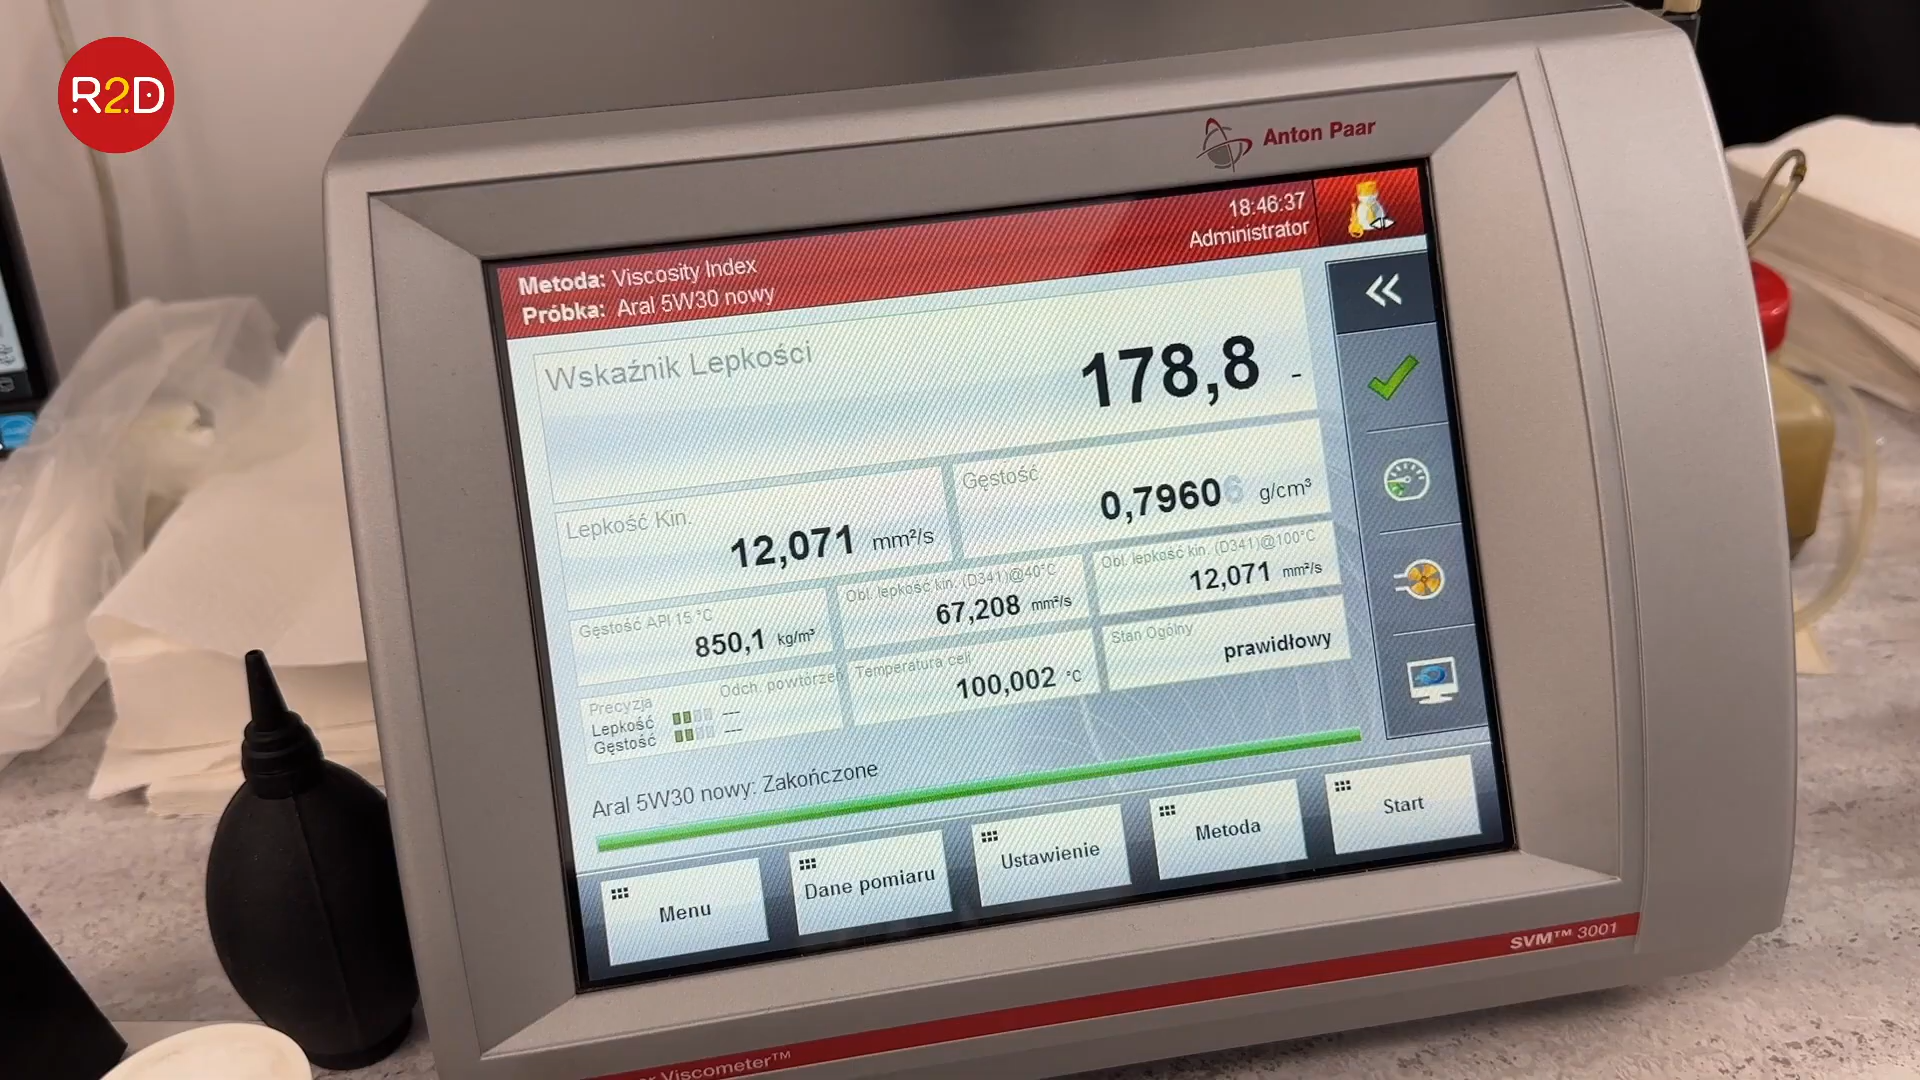 R2D
Anton Paar
18:46:37
Administrator
Metoda: Viscosity Index
Próbka: Aral 5W30 nowy
Wskaźnik Lepkości
178,8 -
Lepkość Kin.
12,071 mm²/s
Gęstość
0,79606 g/cm³
Gęstość API 15 °C
850,1 kg/m³
Obl. lepkość kin. (D341)@40°C
67,208 mm²/s
Obl. lepkość kin. (D341)@100°C
12,071 mm²/s
Precyzja
Odch. powtórzeń
Lepkość ---
Gęstość ---
Temperatura celi
100,002 °C
Stan Ogólny
prawidłowy
Aral 5W30 nowy: Zakończone
Menu
Dane pomiaru
Ustawienie
Metoda
Start
SVM™ 3001
Viscometer™